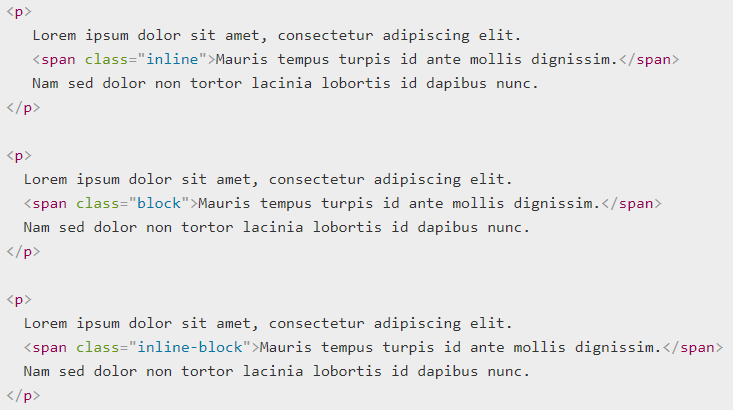 <p>
   Lorem ipsum dolor sit amet, consectetur adipiscing elit.
   <span class="inline">Mauris tempus turpis id ante mollis dignissim.</span>
   Nam sed dolor non tortor lacinia lobortis id dapibus nunc.
</p>

<p>
  Lorem ipsum dolor sit amet, consectetur adipiscing elit.
  <span class="block">Mauris tempus turpis id ante mollis dignissim.</span>
  Nam sed dolor non tortor lacinia lobortis id dapibus nunc.
</p>

<p>
  Lorem ipsum dolor sit amet, consectetur adipiscing elit.
  <span class="inline-block">Mauris tempus turpis id ante mollis dignissim.</span>
  Nam sed dolor non tortor lacinia lobortis id dapibus nunc.
</p>